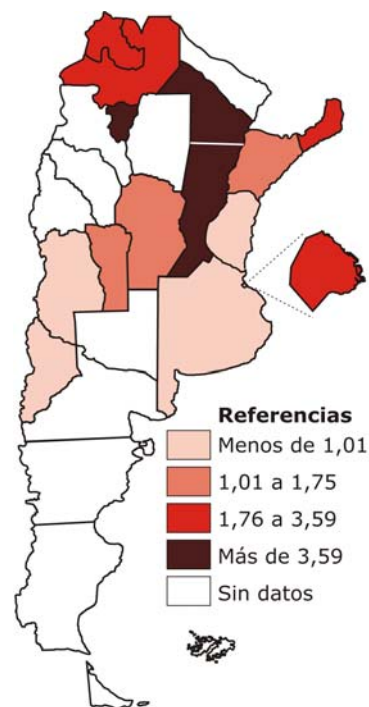 Referencias
Menos de 1,01
1,01 a 1,75
1,76 a 3,59
Más de 3,59
Sin datos